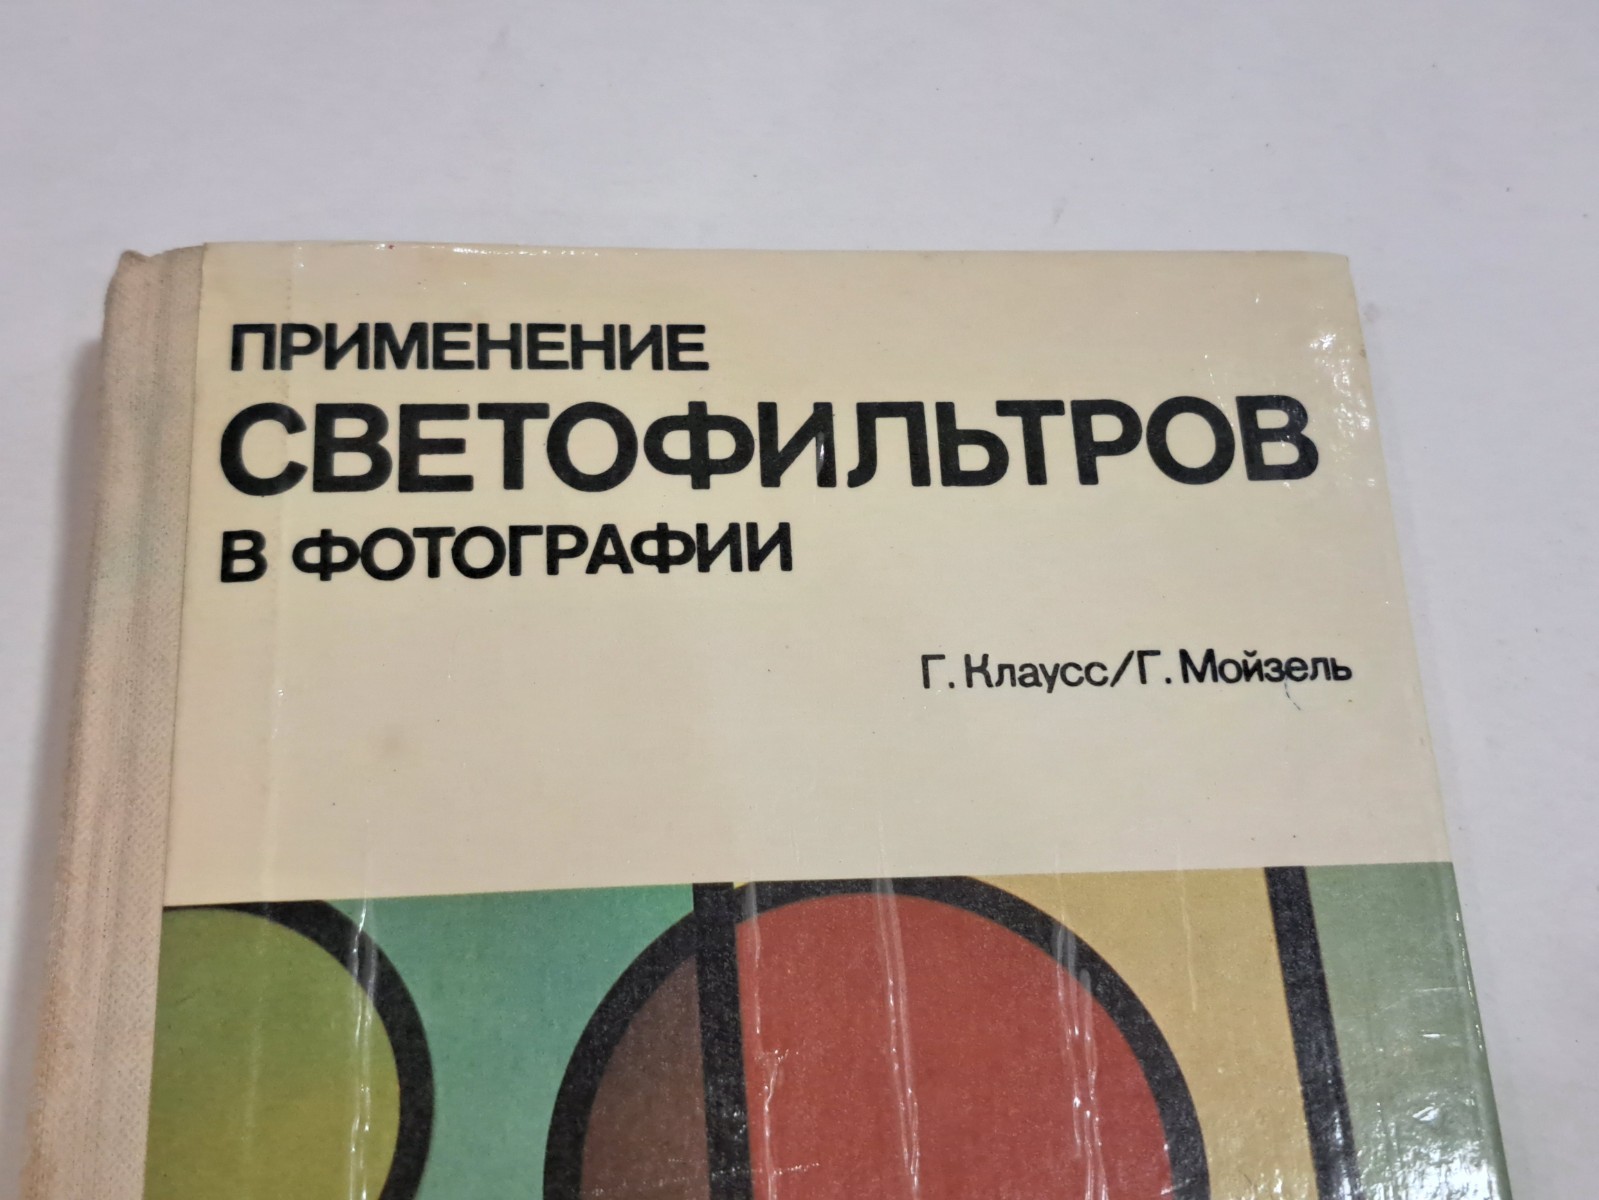 ПРИМЕНЕНИЕ
СВЕТОФИЛЬТРОВ
В ФОТОГРАФИИ
Г. Клаусс/Г. Мойзель